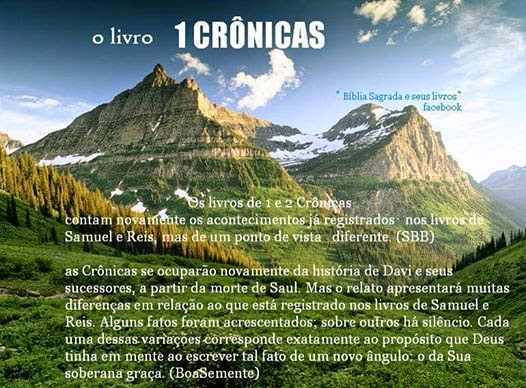 o livro 1 CRÔNICAS
" Bíblia Sagrada e seus livros"
facebook
Os livros de 1 e 2 Crônicas
contam novamente os acontecimentos já registrados` nos livros de
Samuel e Reis, mas de um ponto de vista diferente. (SBB)
as Crônicas se ocuparão novamente da história de Davi e seus
sucessores, a partir da morte de Saul. Mas o relato apresentará muitas
diferenças em relação ao que está registrado nos livros de Samuel e
Reis. Alguns fatos foram acrescentados; sobre outros há silêncio. Cada
uma dessas variações corresponde exatamente ao propósito que Deus
tinha em mente ao escrever tal fato de um novo ângulo: o da Sua
soberana graça. (BoaSemente)